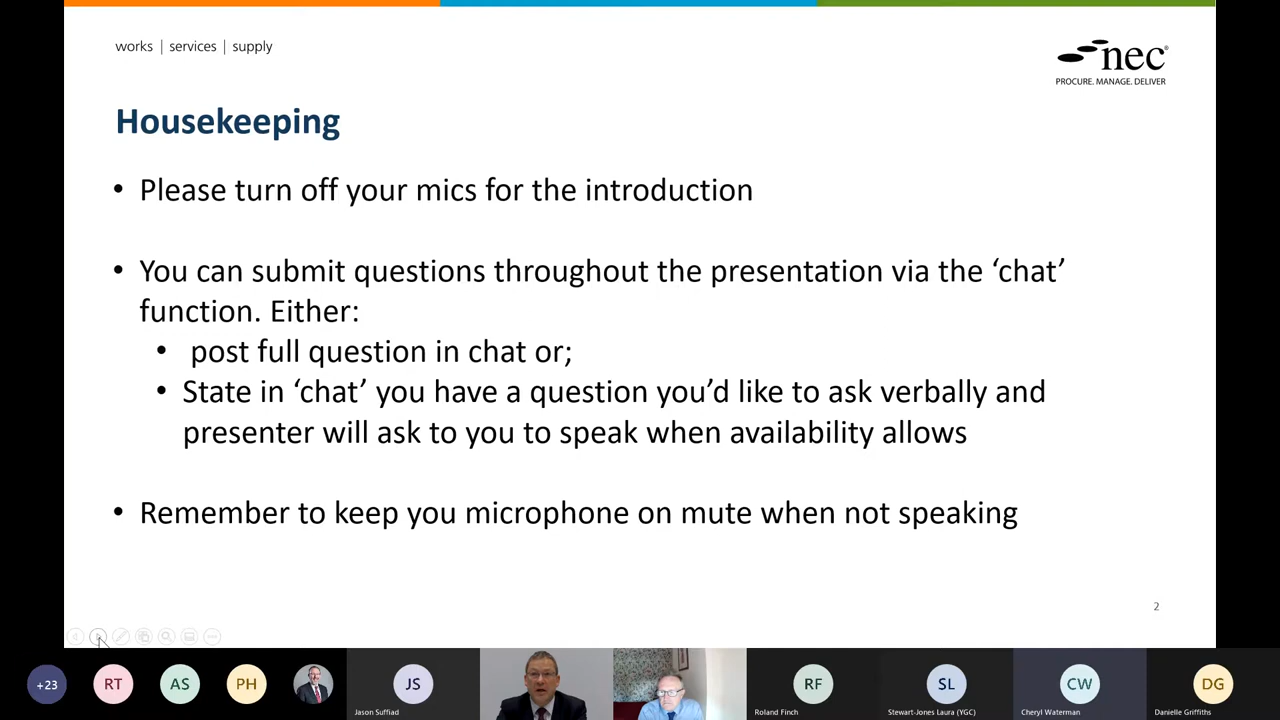 works | services | supply
nec®
PROCURE. MANAGE. DELIVER
Housekeeping
• Please turn off your mics for the introduction
• You can submit questions throughout the presentation via the ‘chat’
function. Either:
• post full question in chat or;
• State in ‘chat’ you have a question you’d like to ask verbally and
presenter will ask to you to speak when availability allows
• Remember to keep you microphone on mute when not speaking
2
+23
RT
AS
PH
JS
RF
SL
CW
DG
Jason Suffiad
Roland Finch
Stewart-Jones Laura (YGC)
Cheryl Waterman
Danielle Griffiths